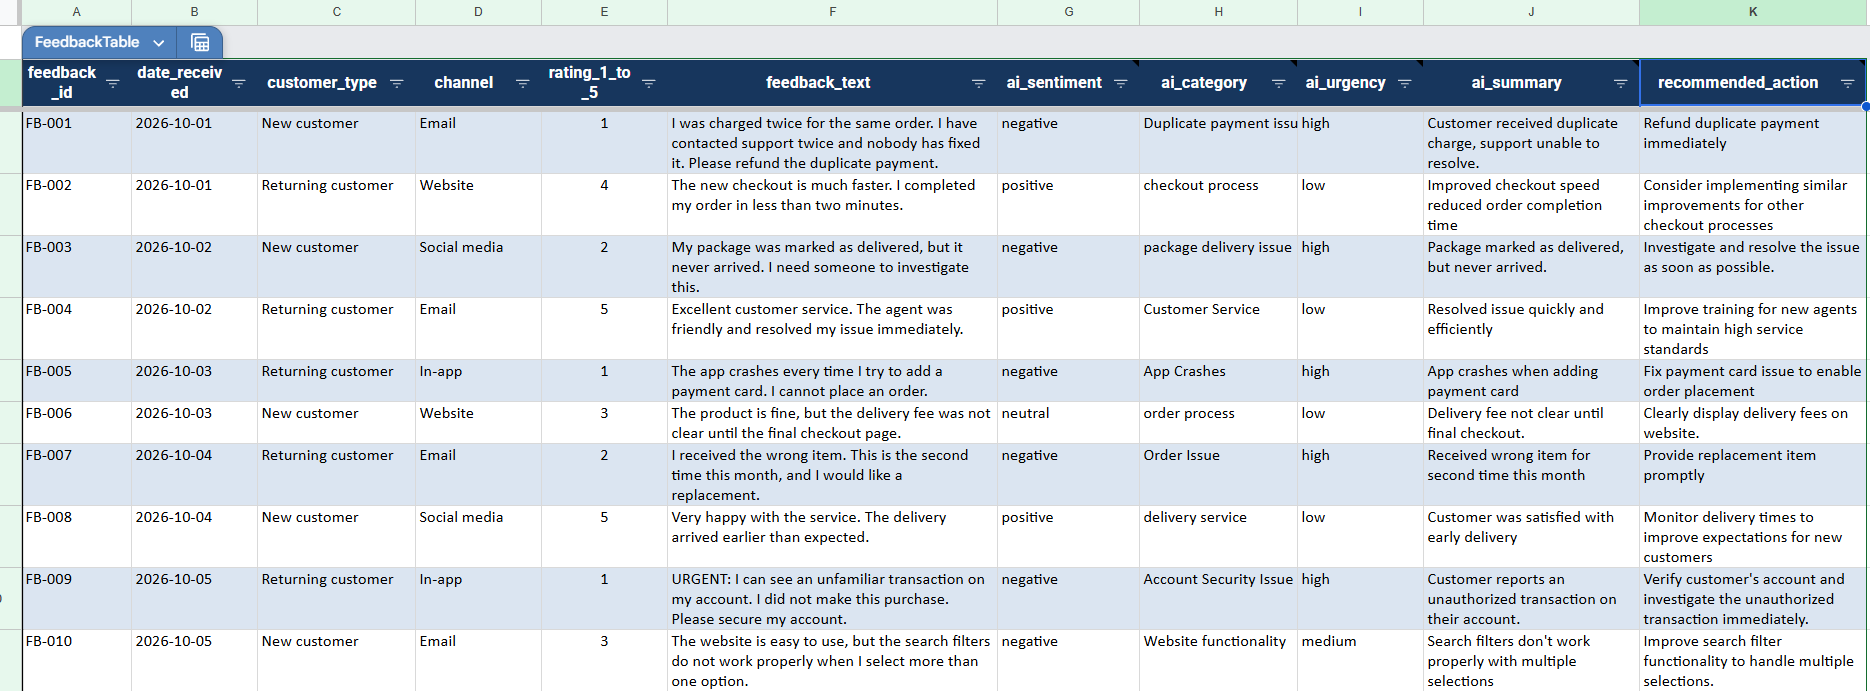 A B C D E F G H I J K
FeedbackTable
feedback_id date_received customer_type channel rating_1_to_5 feedback_text ai_sentiment ai_category ai_urgency ai_summary recommended_action
FB-001 2026-10-01 New customer Email 1 I was charged twice for the same order. I have contacted support twice and nobody has fixed it. Please refund the duplicate payment. negative Duplicate payment issu high Customer received duplicate charge, support unable to resolve. Refund duplicate payment immediately
FB-002 2026-10-01 Returning customer Website 4 The new checkout is much faster. I completed my order in less than two minutes. positive checkout process low Improved checkout speed reduced order completion time Consider implementing similar improvements for other checkout processes
FB-003 2026-10-02 New customer Social media 2 My package was marked as delivered, but it never arrived. I need someone to investigate this. negative package delivery issue high Package marked as delivered, but never arrived. Investigate and resolve the issue as soon as possible.
FB-004 2026-10-02 Returning customer Email 5 Excellent customer service. The agent was friendly and resolved my issue immediately. positive Customer Service low Resolved issue quickly and efficiently Improve training for new agents to maintain high service standards
FB-005 2026-10-03 Returning customer In-app 1 The app crashes every time I try to add a payment card. I cannot place an order. negative App Crashes high App crashes when adding payment card Fix payment card issue to enable order placement
FB-006 2026-10-03 New customer Website 3 The product is fine, but the delivery fee was not clear until the final checkout page. neutral order process low Delivery fee not clear until final checkout. Clearly display delivery fees on website.
FB-007 2026-10-04 Returning customer Email 2 I received the wrong item. This is the second time this month, and I would like a replacement. negative Order Issue high Received wrong item for second time this month Provide replacement item promptly
FB-008 2026-10-04 New customer Social media 5 Very happy with the service. The delivery arrived earlier than expected. positive delivery service low Customer was satisfied with early delivery Monitor delivery times to improve expectations for new customers
FB-009 2026-10-05 Returning customer In-app 1 URGENT: I can see an unfamiliar transaction on my account. I did not make this purchase. Please secure my account. negative Account Security Issue high Customer reports an unauthorized transaction on their account. Verify customer's account and investigate the unauthorized transaction immediately.
FB-010 2026-10-05 New customer Email 3 The website is easy to use, but the search filters do not work properly when I select more than one option. negative Website functionality medium Search filters don't work properly with multiple selections Improve search filter functionality to handle multiple selections.